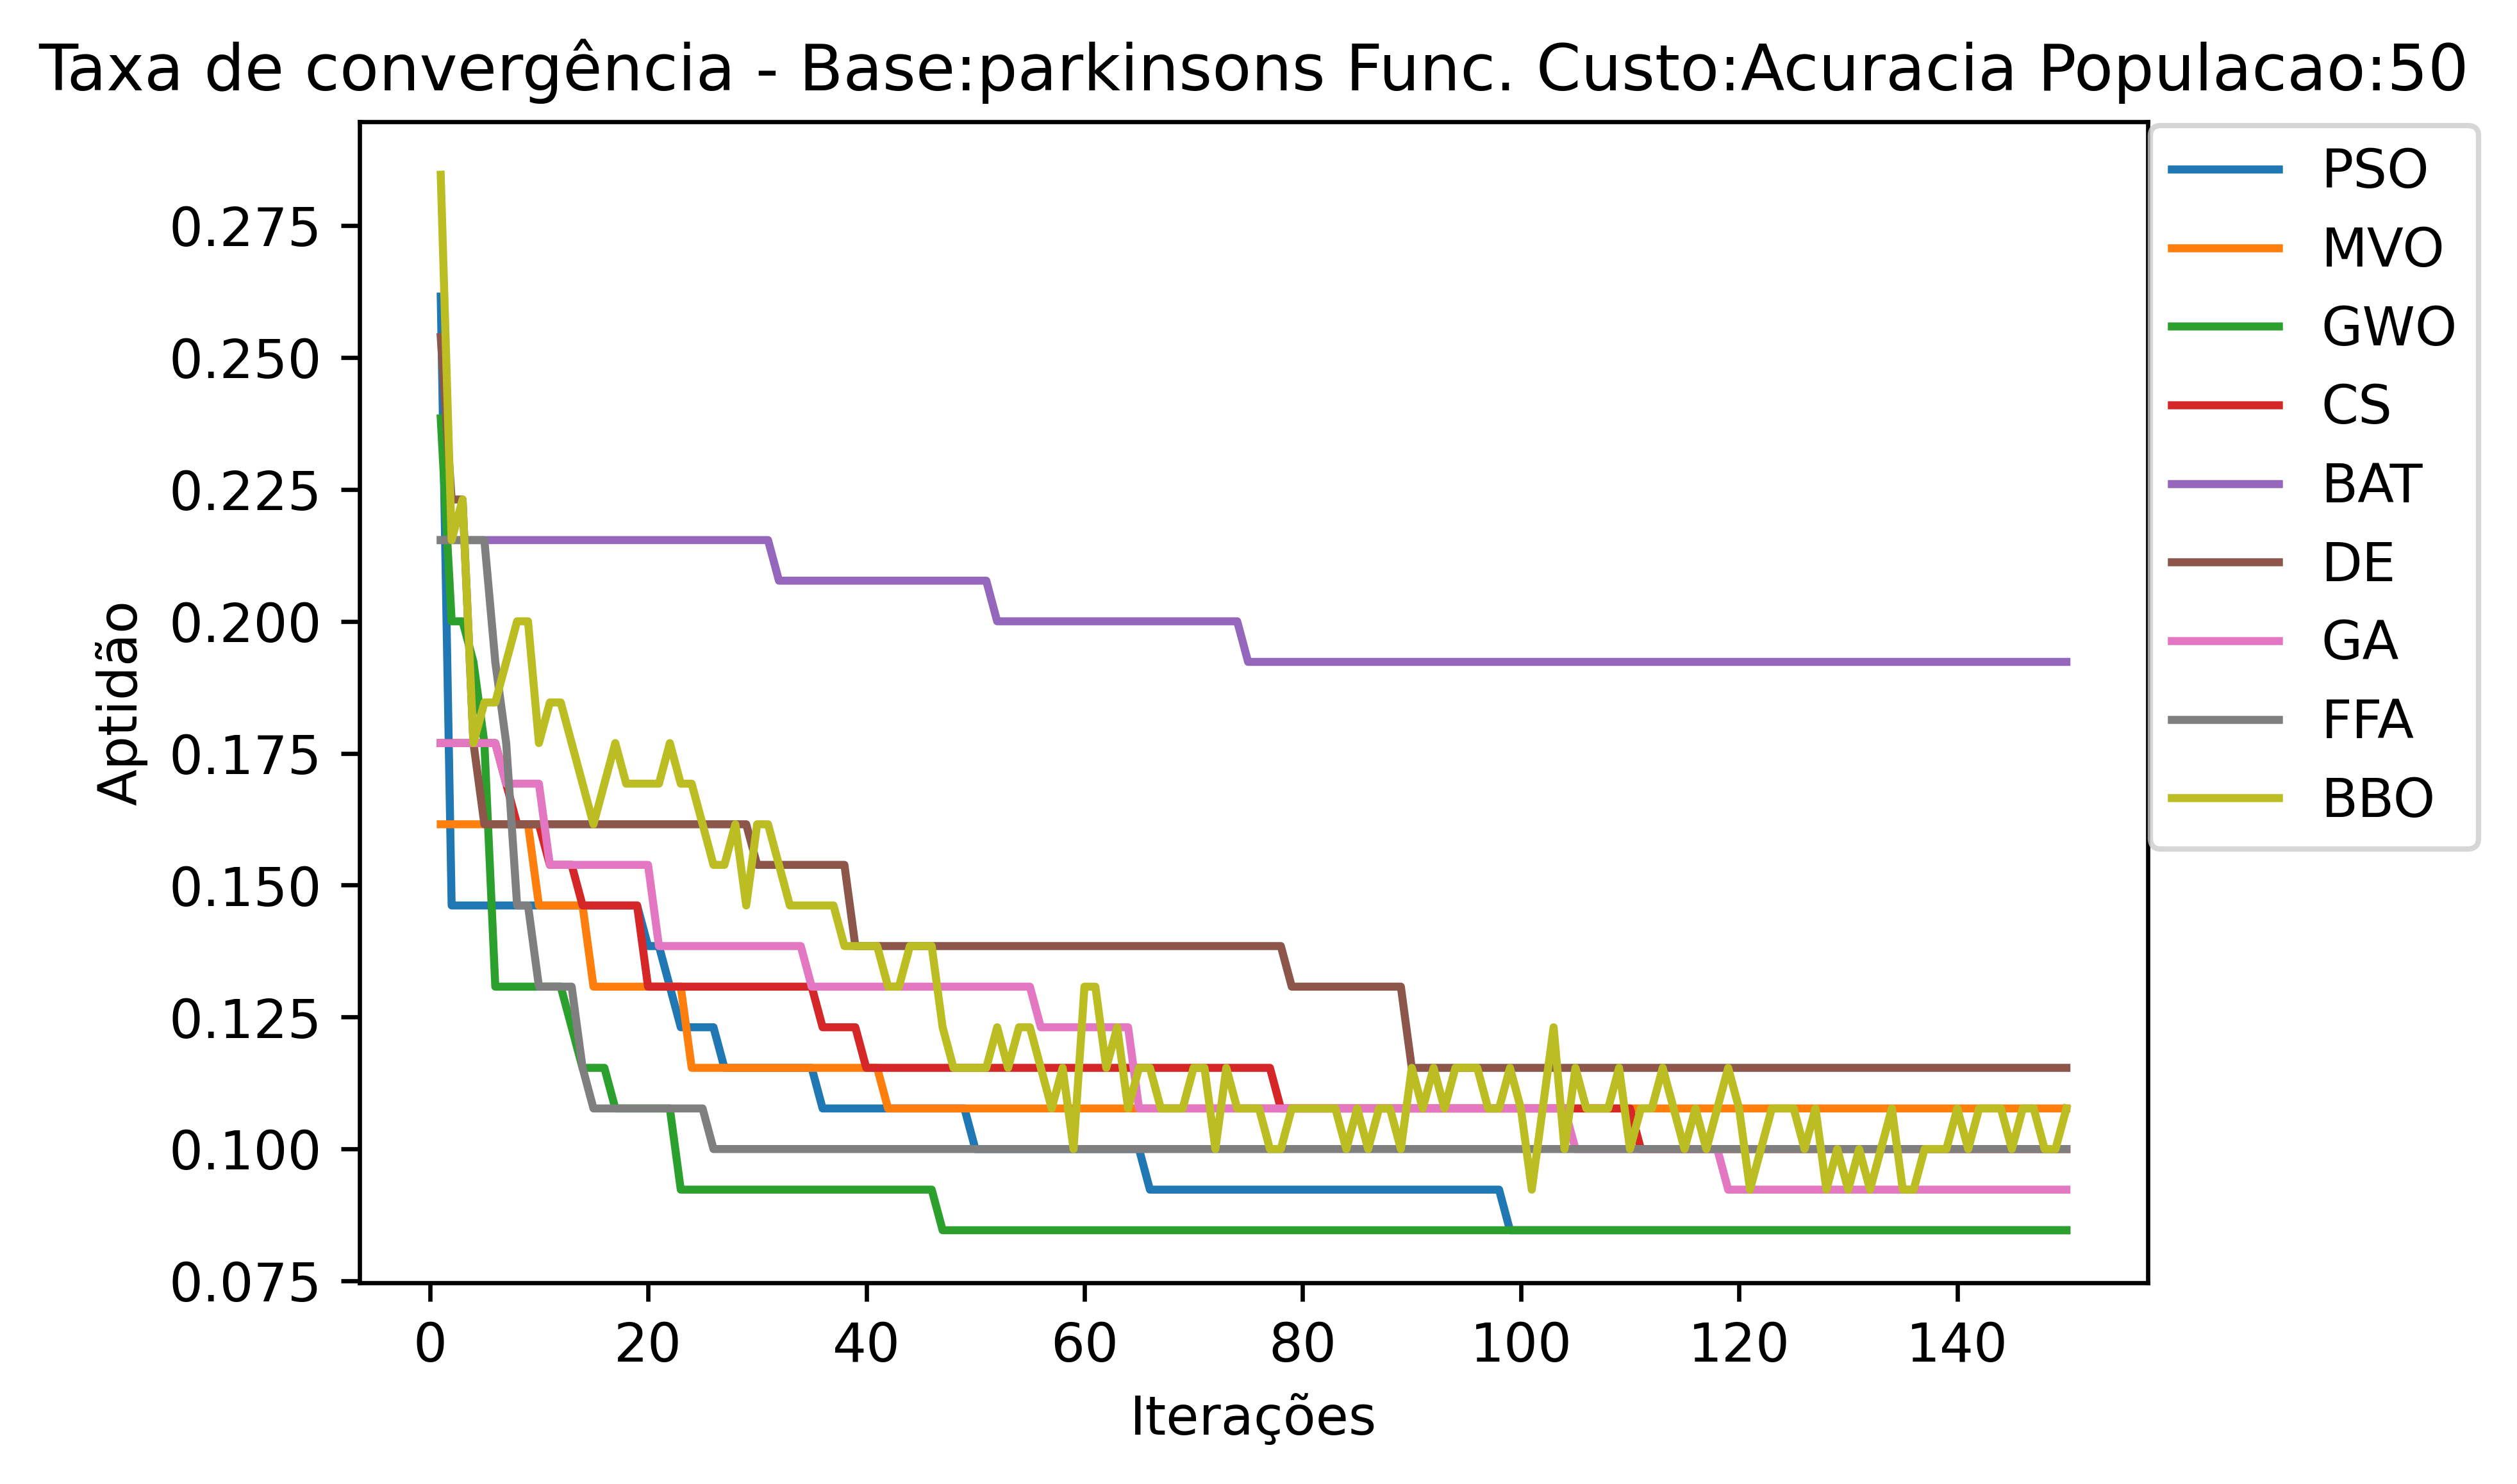 Taxa de convergência - Base:parkinsons Func. Custo:Acuracia Populacao:50
PSO
MVO
GWO
CS
BAT
DE
GA
FFA
BBO
Aptidão
0.275
0.250
0.225
0.200
0.175
0.150
0.125
0.100
0.075
0 20 40 60 80 100 120 140
Iterações